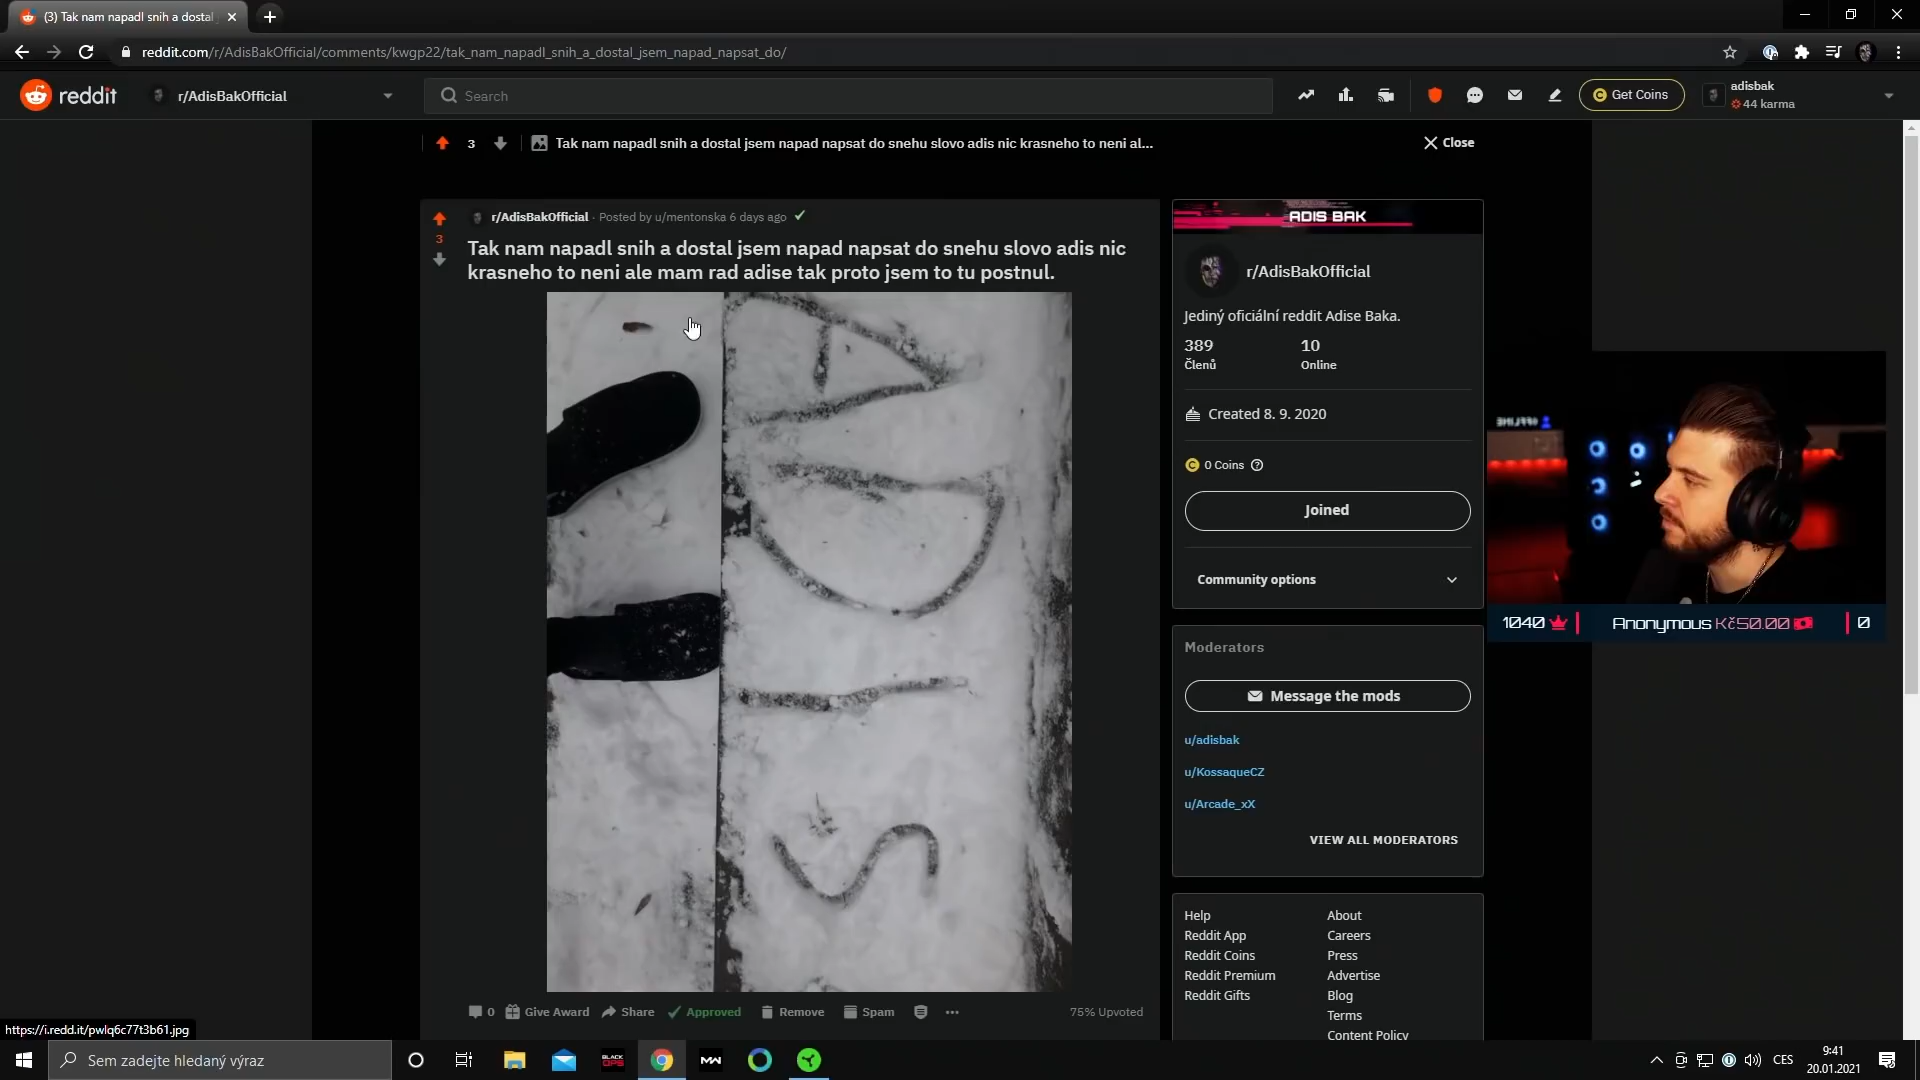 (3) Tak nam napadl snih a dostal
reddit.com/r/AdisBakOfficial/comments/kwgp22/tak_nam_napadl_snih_a_dostal_jsem_napad_napsat_do/
reddit
r/AdisBakOfficial
Search
Get Coins
adisbak
44 karma
3
Tak nam napadl snih a dostal jsem napad napsat do snehu slovo adis nic krasneho to neni al...
Close
r/AdisBakOfficial · Posted by u/mentonska 6 days ago
3
Tak nam napadl snih a dostal jsem napad napsat do snehu slovo adis nic
krasneho to neni ale mam rad adise tak proto jsem to tu postnul.
ADIS
0
Give Award
Share
Approved
Remove
Spam
75% Upvoted
ADIS BAK
r/AdisBakOfficial
Jediný oficiální reddit Adise Baka.
389 10
Členů Online
Created 8. 9. 2020
0 Coins
Joined
Community options
Moderators
Message the mods
u/adisbak
u/KossaqueCZ
u/Arcade_xX
VIEW ALL MODERATORS
Help About
Reddit App Careers
Reddit Coins Press
Reddit Premium Advertise
Reddit Gifts Blog
Terms
Content Policy
OFFLINE
1040 Anonymous Kč50.00 0
https://i.redd.it/pwlq6c77t3b61.jpg
Sem zadejte hledaný výraz
BLACK OPS
MW
CES
9:41
20.01.2021